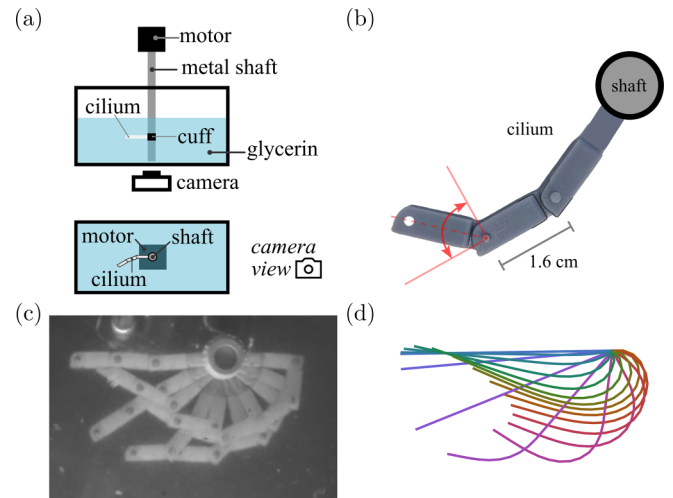 (a)
motor
metal shaft
cilium
cuff
glycerin
camera
motor
shaft
cilium
camera
view
(b)
shaft
cilium
1.6 cm
(c)
(d)